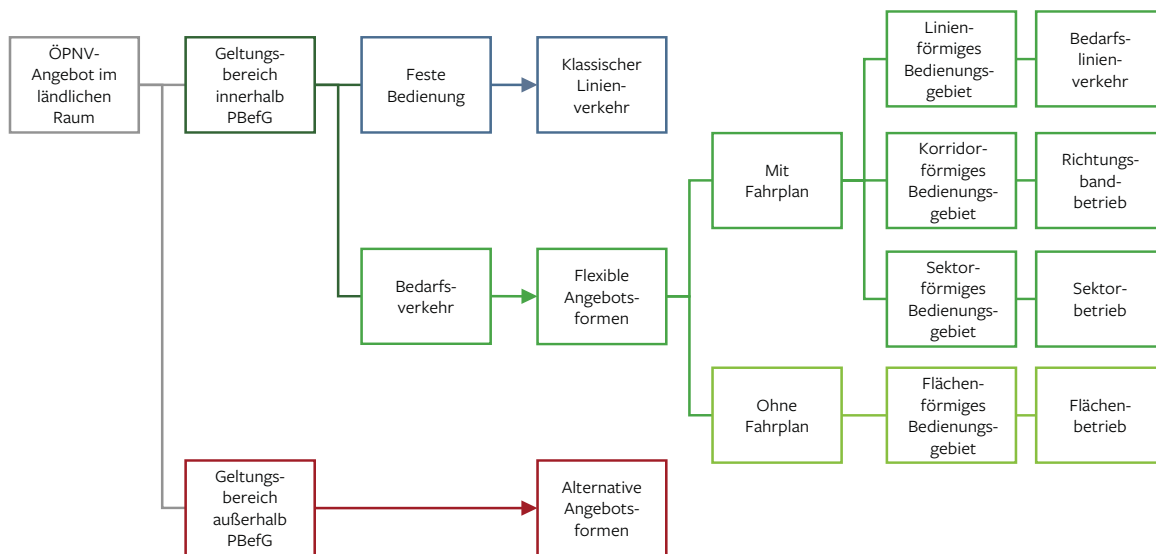 ÖPNV-
Angebot im
ländlichen
Raum
Geltungs-
bereich
innerhalb
PBefG
Feste
Bedienung
Klassischer
Linien-
verkehr
Bedarfs-
verkehr
Flexible
Angebots-
formen
Mit
Fahrplan
Linien-
förmiges
Bedienungs-
gebiet
Bedarfs-
linien-
verkehr
Korridor-
förmiges
Bedienungs-
gebiet
Richtungs-
band-
betrieb
Sektor-
förmiges
Bedienungs-
gebiet
Sektor-
betrieb
Ohne
Fahrplan
Flächen-
förmiges
Bedienungs-
gebiet
Flächen-
betrieb
Geltungs-
bereich
außerhalb
PBefG
Alternative
Angebots-
formen